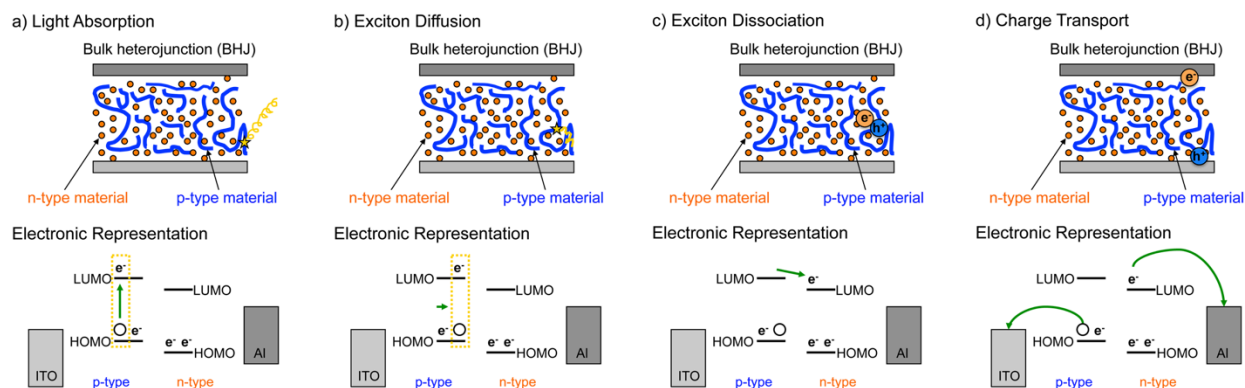 a) Light Absorption
Bulk heterojunction (BHJ)
n-type material
p-type material
Electronic Representation
e-
LUMO
LUMO
e-
HOMO
e- e-
HOMO
ITO
Al
p-type
n-type
b) Exciton Diffusion
Bulk heterojunction (BHJ)
n-type material
p-type material
Electronic Representation
e-
LUMO
LUMO
e-
HOMO
e- e-
HOMO
ITO
Al
p-type
n-type
c) Exciton Dissociation
Bulk heterojunction (BHJ)
e-
h+
n-type material
p-type material
Electronic Representation
LUMO
e-
LUMO
e-
HOMO
e- e-
HOMO
ITO
Al
p-type
n-type
d) Charge Transport
Bulk heterojunction (BHJ)
e-
h+
n-type material
p-type material
Electronic Representation
LUMO
e-
LUMO
e-
HOMO
e- e-
HOMO
ITO
Al
p-type
n-type